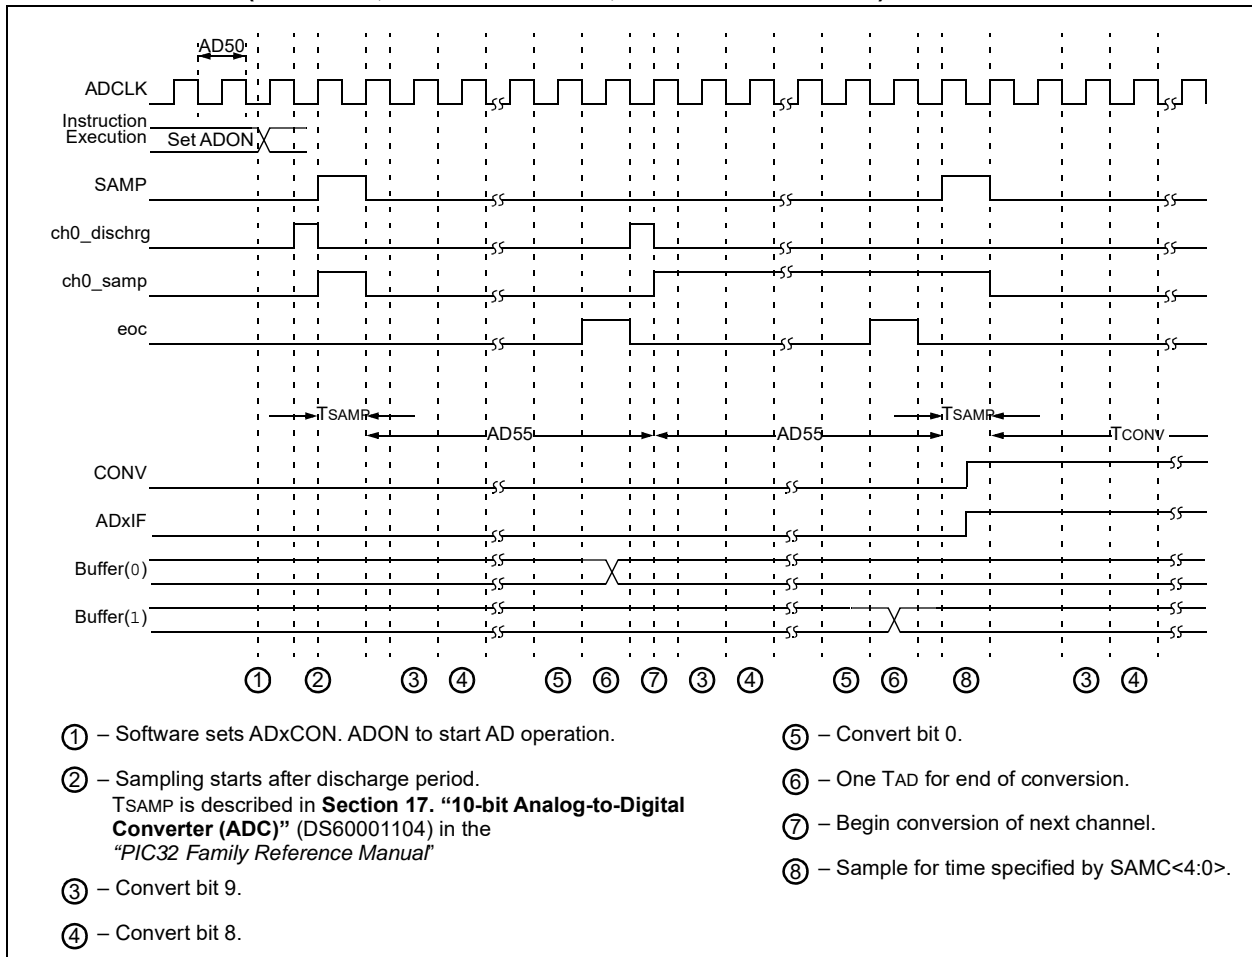 AD50
ADCLK
Instruction
Execution
Set ADON
SAMP
ch0_dischrg
ch0_samp
eoc
TSAMP
TSAMP
AD55
AD55
TCONV
CONV
ADxIF
Buffer(0)
Buffer(1)
1 2 3 4 5 6 7 3 4 5 6 8 3 4
1 – Software sets ADxCON. ADON to start AD operation.
2 – Sampling starts after discharge period.
TSAMP is described in Section 17. “10-bit Analog-to-Digital
Converter (ADC)” (DS60001104) in the
“PIC32 Family Reference Manual”
3 – Convert bit 9.
4 – Convert bit 8.
5 – Convert bit 0.
6 – One TAD for end of conversion.
7 – Begin conversion of next channel.
8 – Sample for time specified by SAMC<4:0>.